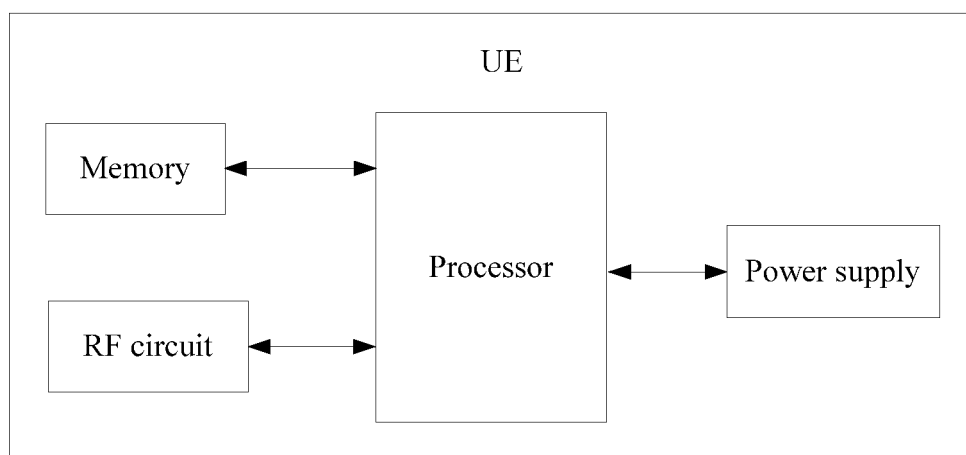 UE
Memory
Processor
Power supply
RF circuit